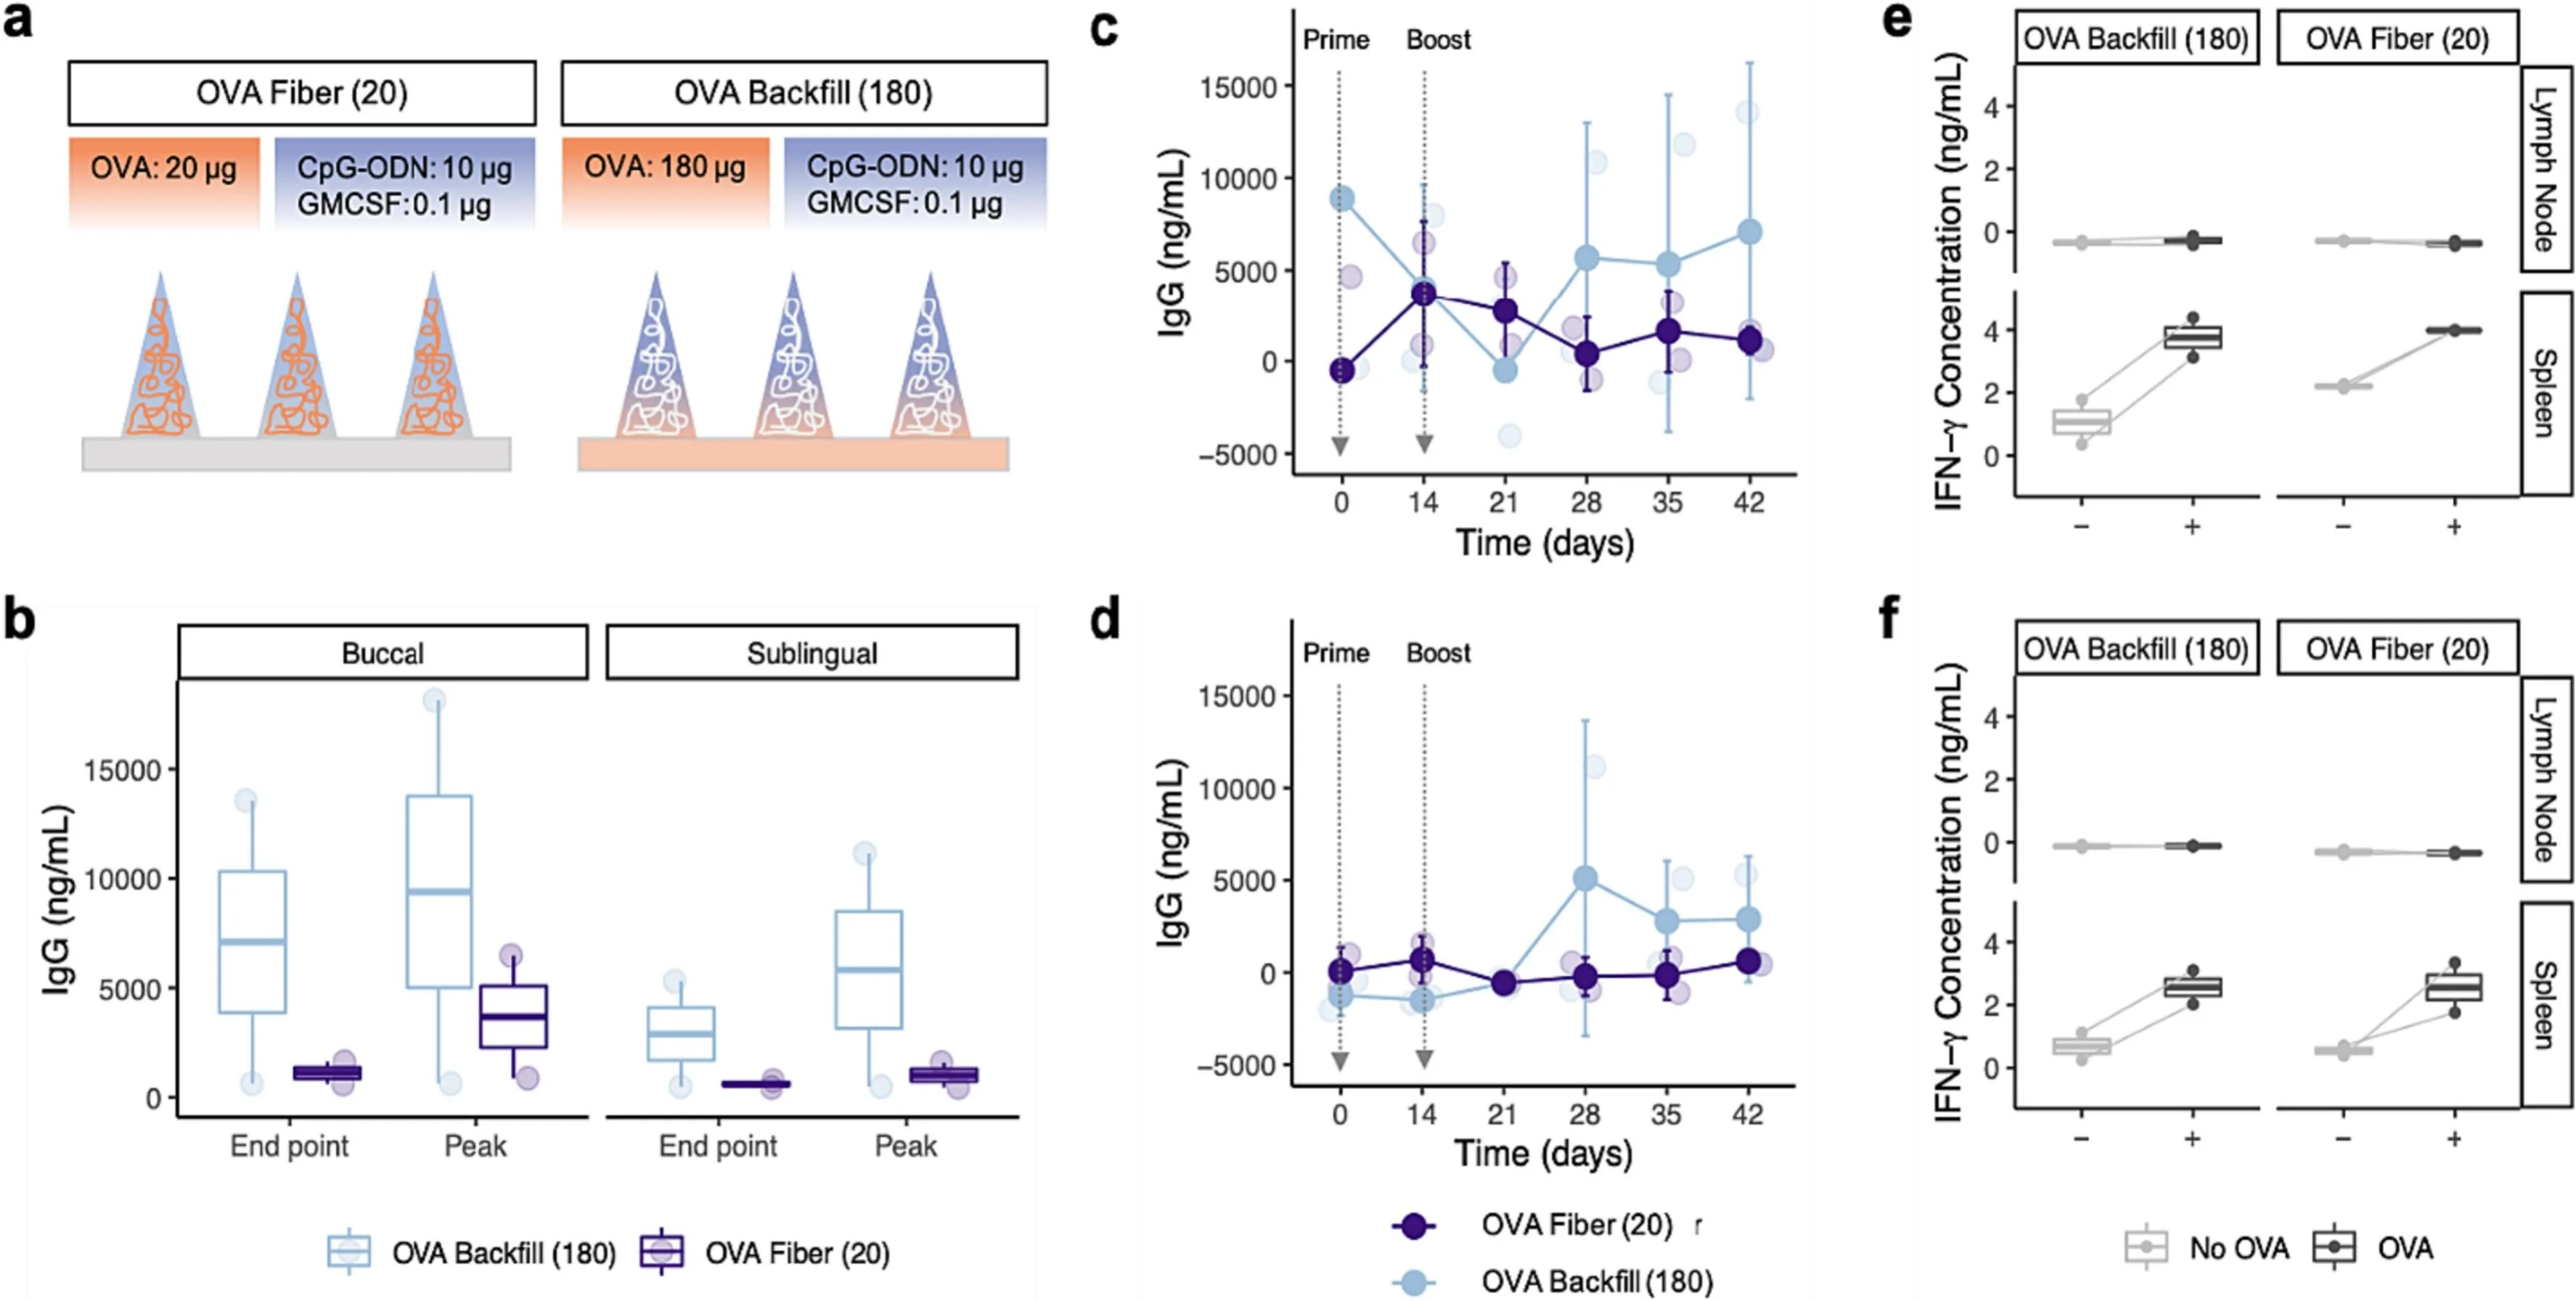 a
OVA Fiber (20)
OVA Backfill (180)
OVA: 20 µg
CpG-ODN: 10 µg
GMCSF: 0.1 µg
OVA: 180 µg
CpG-ODN: 10 µg
GMCSF: 0.1 µg
b
Buccal
Sublingual
IgG (ng/mL)
15000
10000
5000
0
End point
Peak
End point
Peak
OVA Backfill (180)
OVA Fiber (20)
c
Prime
Boost
IgG (ng/mL)
15000
10000
5000
0
−5000
0
14
21
28
35
42
Time (days)
d
Prime
Boost
IgG (ng/mL)
15000
10000
5000
0
−5000
0
14
21
28
35
42
Time (days)
OVA Fiber (20) r
OVA Backfill (180)
e
OVA Backfill (180)
OVA Fiber (20)
IFN−γ Concentration (ng/mL)
4
2
0
Lymph Node
4
2
0
Spleen
−
+
−
+
f
OVA Backfill (180)
OVA Fiber (20)
IFN−γ Concentration (ng/mL)
4
2
0
Lymph Node
4
2
0
Spleen
−
+
−
+
No OVA
OVA